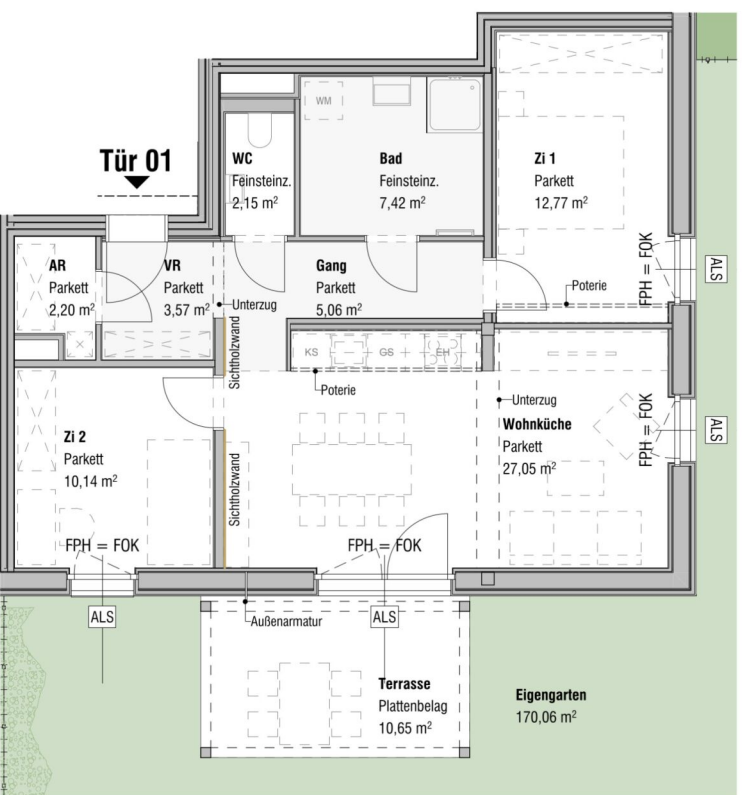 Tür 01
WM
WC
Feinsteinz.
2,15 m²
Bad
Feinsteinz.
7,42 m²
Zi 1
Parkett
12,77 m²
FPH = FOK
ALS
AR
Parkett
2,20 m²
VR
Parkett
3,57 m²
Gang
Parkett
5,06 m²
Unterzug
Poterie
Sichtholzwand
KS
GS
EH
Poterie
Unterzug
Wohnküche
Parkett
27,05 m²
FPH = FOK
ALS
Zi 2
Parkett
10,14 m²
Sichtholzwand
FPH = FOK
FPH = FOK
ALS
Außenarmatur
ALS
Terrasse
Plattenbelag
10,65 m²
Eigengarten
170,06 m²